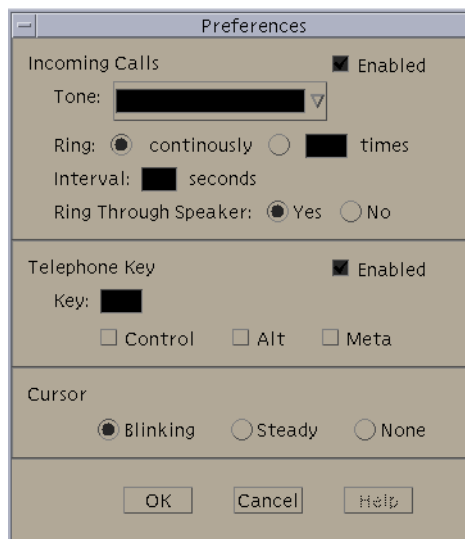 Preferences
Incoming Calls Enabled
Tone:
Ring: continously times
Interval: seconds
Ring Through Speaker: Yes No
Telephone Key Enabled
Key:
Control Alt Meta
Cursor
Blinking Steady None
OK Cancel Help